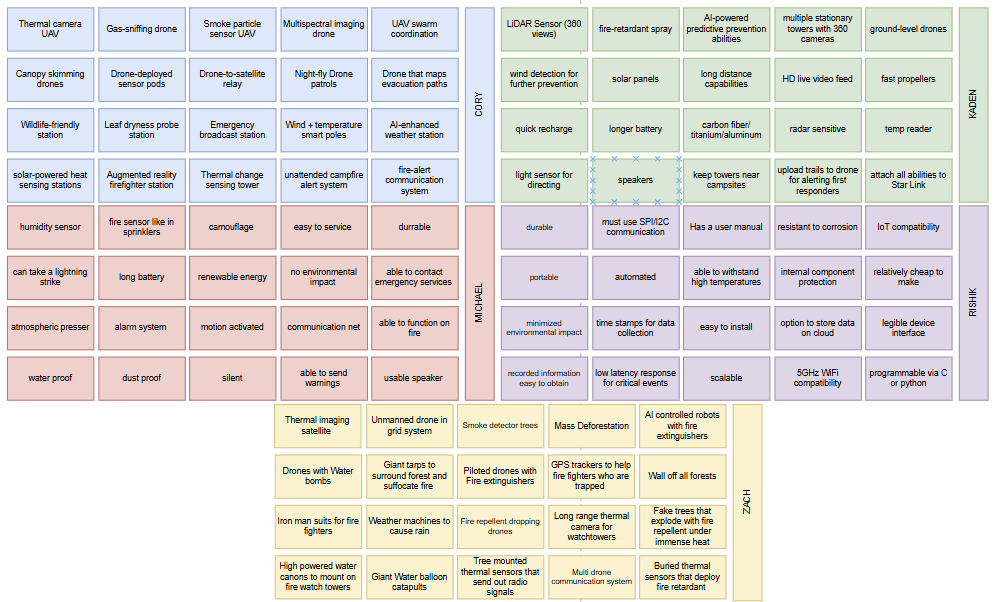 Thermal camera
UAV
Gas-sniffing drone
Smoke particle
sensor UAV
Multispectral imaging
drone
UAV swarm
coordination
Canopy skimming
drones
Drone-deployed
sensor pods
Drone-to-satellite
relay
Night-fly Drone
patrols
Drone that maps
evacuation paths
Wildlife-friendly
station
Leaf dryness probe
station
Emergency
broadcast station
Wind + temperature
smart poles
AI-enhanced
weather station
solar-powered heat
sensing stations
Augmented reality
firefighter station
Thermal change
sensing tower
unattended campfire
alert system
fire-alert
communication
system
CORY
LiDAR Sensor (360
views)
fire-retardant spray
AI-powered
predictive prevention
abilities
multiple stationary
towers with 360
cameras
ground-level drones
wind detection for
further prevention
solar panels
long distance
capabilities
HD live video feed
fast propellers
quick recharge
longer battery
carbon fiber/
titanium/aluminum
radar sensitive
temp reader
light sensor for
directing
speakers
keep towers near
campsites
upload trails to drone
for alerting first
responders
attach all abilities to
Star Link
KADEN
humidity sensor
fire sensor like in
sprinklers
camouflage
easy to service
durrable
can take a lightning
strike
long battery
renewable energy
no environmental
impact
able to contact
emergency services
atmospheric presser
alarm system
motion activated
communication net
able to function on
fire
water proof
dust proof
silent
able to send
warnings
usable speaker
MICHAEL
durable
must use SPI/I2C
communication
Has a user manual
resistant to corrosion
IoT compatibility
portable
automated
able to withstand
high temperatures
internal component
protection
relatively cheap to
make
minimized
environmental impact
time stamps for data
collection
easy to install
option to store data
on cloud
legible device
interface
recorded information
easy to obtain
low latency response
for critical events
scalable
5GHz WiFi
compatibility
programmable via C
or python
RISHIK
Thermal imaging
satellite
Unmanned drone in
grid system
Smoke detector trees
Mass Deforestation
AI controlled robots
with fire
extinguishers
Drones with Water
bombs
Giant tarps to
surround forest and
suffocate fire
Piloted drones with
Fire extinguishers
GPS trackers to help
fire fighters who are
trapped
Wall off all forests
Iron man suits for fire
fighters
Weather machines to
cause rain
Fire repellent dropping
drones
Long range thermal
camera for
watchtowers
Fake trees that
explode with fire
repellent under
immense heat
High powered water
canons to mount on
fire watch towers
Giant Water balloon
catapults
Tree mounted
thermal sensors that
send out radio
signals
Multi drone
communication system
Buried thermal
sensors that deploy
fire retardant
ZACH